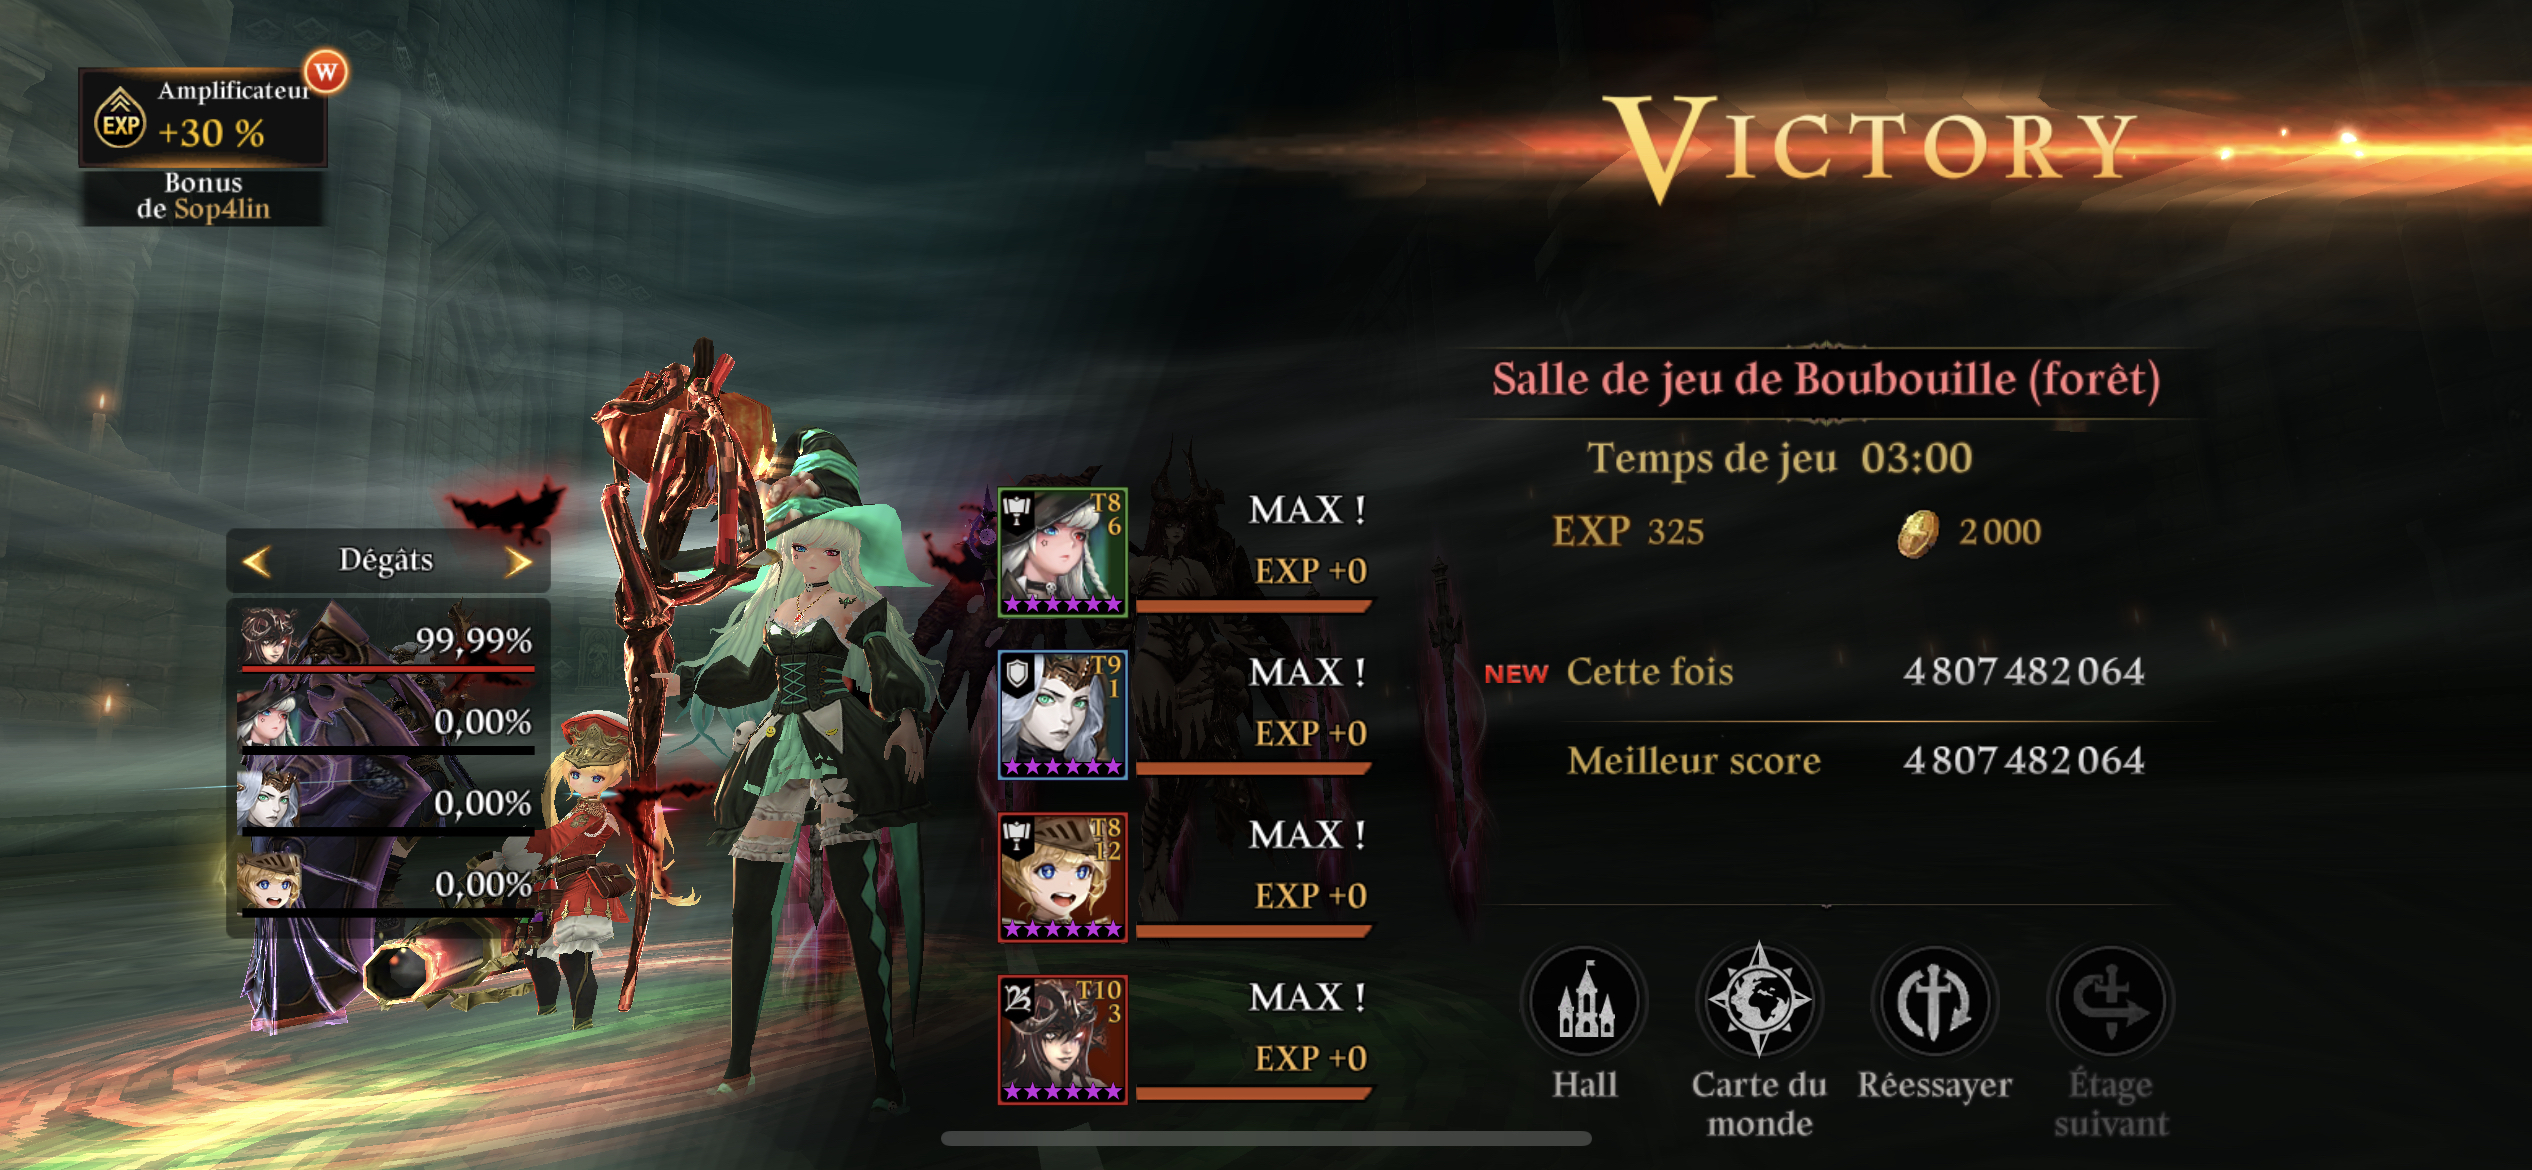 W
Amplificateur
EXP +30 %
Bonus
de Sop4lin
VICTORY
Salle de jeu de Boubouille (forêt)
Temps de jeu 03:00
EXP 325 2 000
NEW Cette fois 4 807 482 064
Meilleur score 4 807 482 064
Dégâts
99,99%
0,00%
0,00%
0,00%
T8
6
MAX !
EXP +0
T9
1
MAX !
EXP +0
T8
12
MAX !
EXP +0
T10
3
MAX !
EXP +0
Hall
Carte du
monde
Réessayer
Étage
suivant